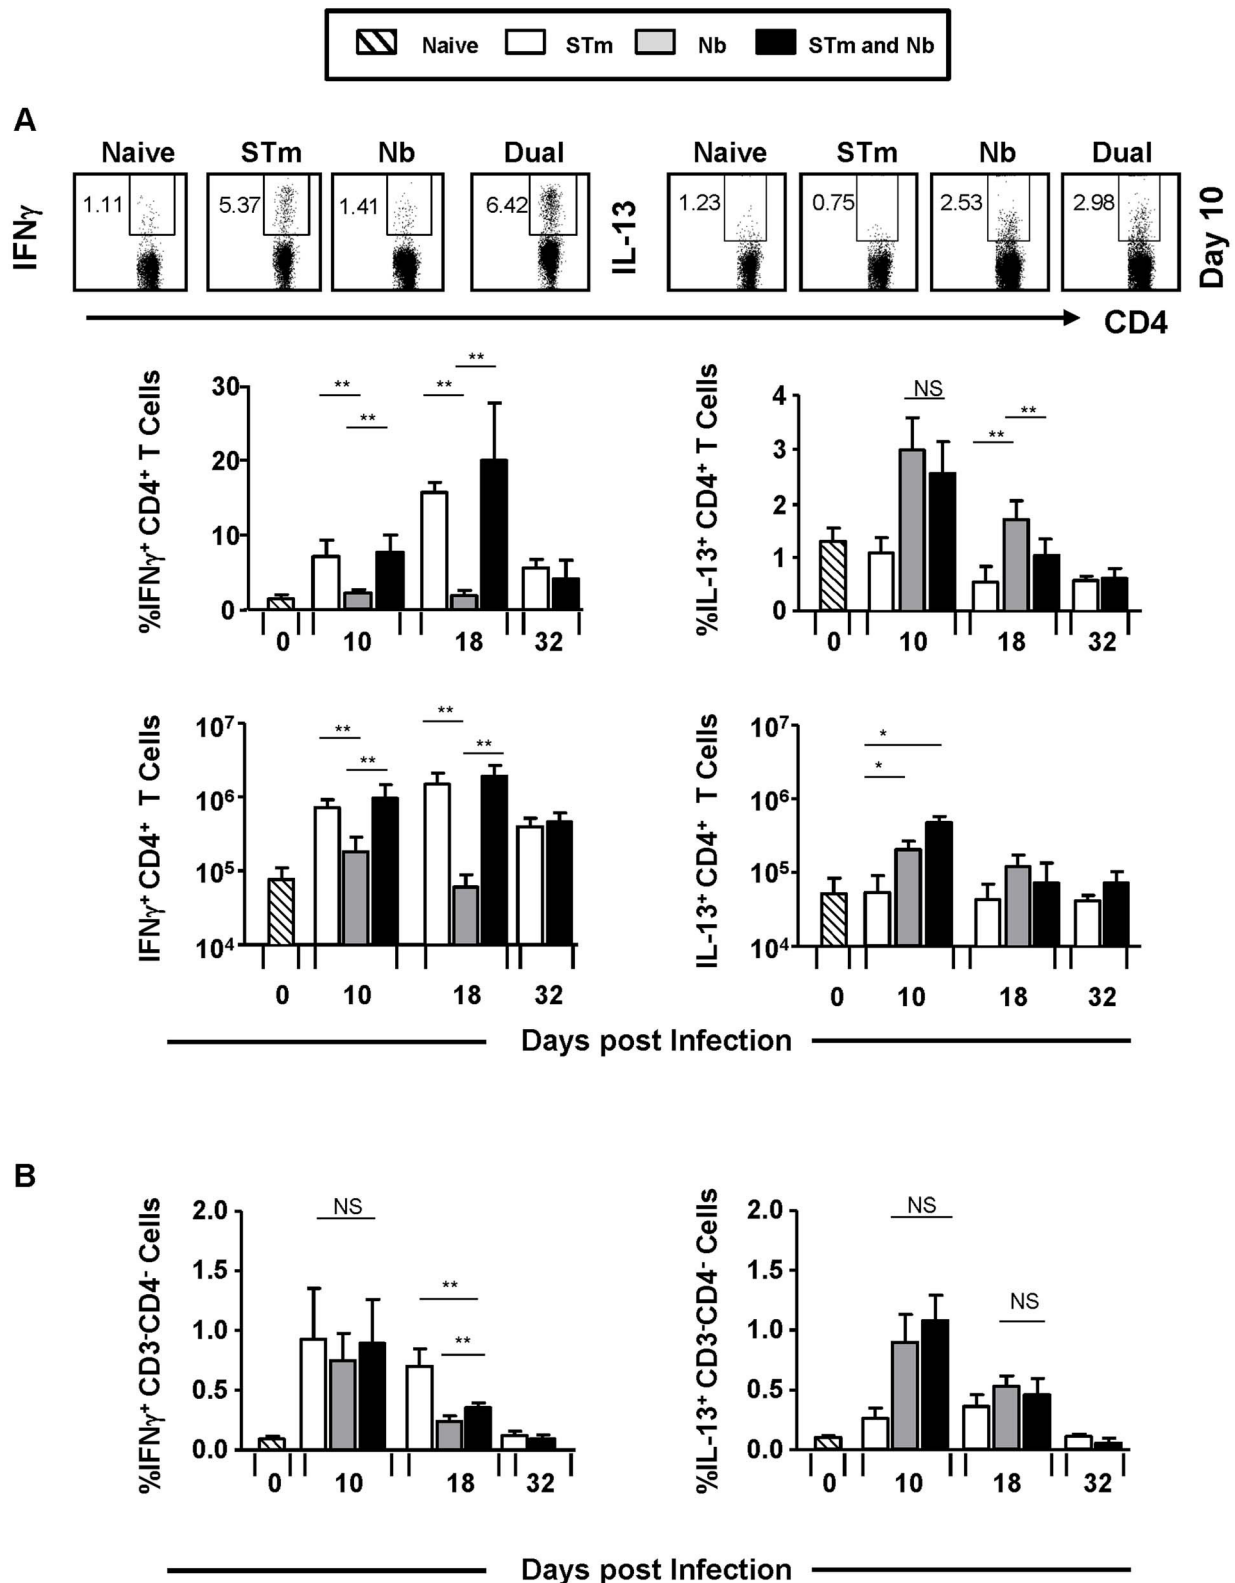 Naive STm Nb STm and Nb
A
Naive STm Nb Dual Naive STm Nb Dual
IFNγ 1.11 5.37 1.41 6.42 IL-13 1.23 0.75 2.53 2.98 Day 10
CD4
%IFNγ⁺ CD4⁺ T Cells
30
20
10
0
** ** ** **
0 10 18 32
%IL-13⁺ CD4⁺ T Cells
4
3
2
1
0
NS ** **
0 10 18 32
IFNγ⁺ CD4⁺ T Cells
10⁷
10⁶
10⁵
10⁴
** ** ** **
0 10 18 32
IL-13⁺ CD4⁺ T Cells
10⁷
10⁶
10⁵
10⁴
* *
0 10 18 32
Days post Infection
B
%IFNγ⁺ CD3⁻CD4⁻ Cells
2.0
1.5
1.0
0.5
0.0
NS ** **
0 10 18 32
%IL-13⁺ CD3⁻CD4⁻ Cells
2.0
1.5
1.0
0.5
0.0
NS NS
0 10 18 32
Days post Infection